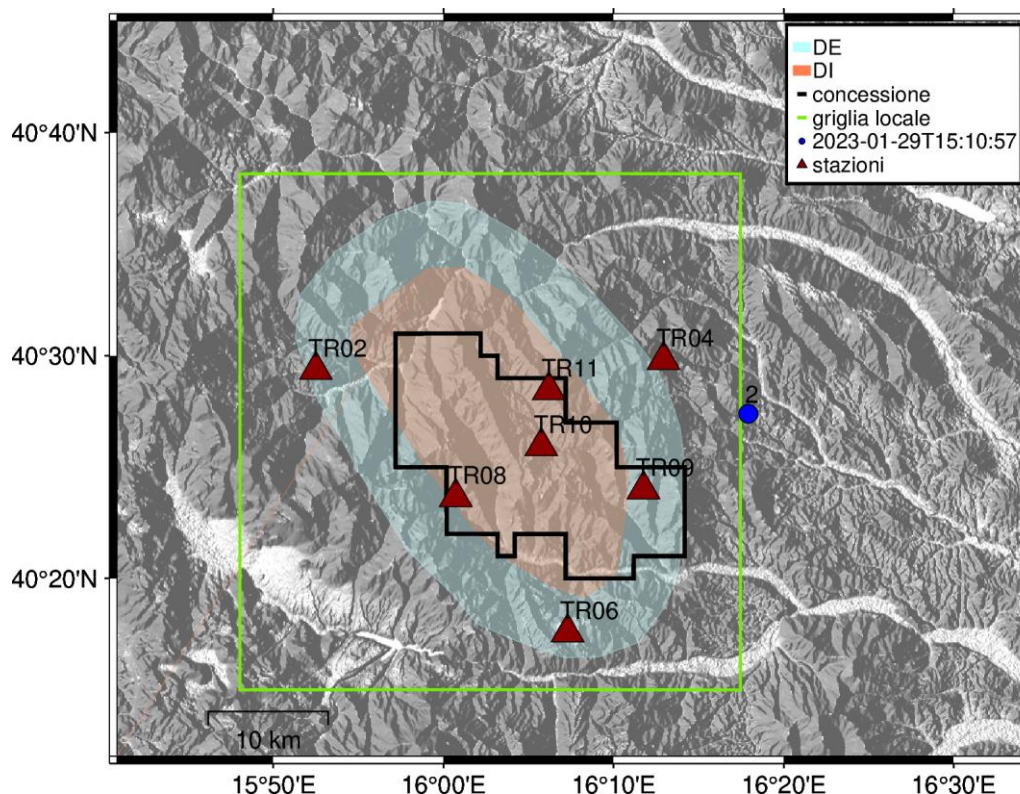 DE
DI
concessione
griglia locale
2023-01-29T15:10:57
stazioni
40°40'N
40°30'N
40°20'N
TR02
TR04
TR11
2
TR10
TR08
TR09
TR06
10 km
15°50'E
16°00'E
16°10'E
16°20'E
16°30'E